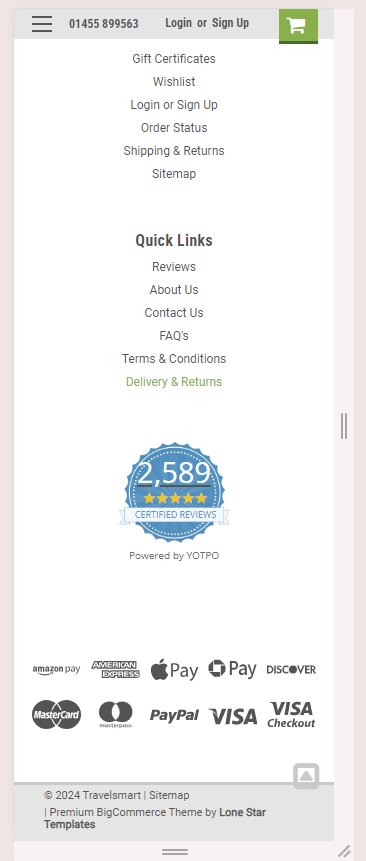 01455 899563 Login or Sign Up
Gift Certificates
Wishlist
Login or Sign Up
Order Status
Shipping & Returns
Sitemap
Quick Links
Reviews
About Us
Contact Us
FAQ's
Terms & Conditions
Delivery & Returns
2,589
CERTIFIED REVIEWS
Powered by YOTPO
amazon pay AMERICAN EXPRESS Pay Pay DISCOVER
MasterCard masterpass PayPal VISA VISA Checkout
© 2024 Travelsmart | Sitemap
| Premium BigCommerce Theme by Lone Star
Templates